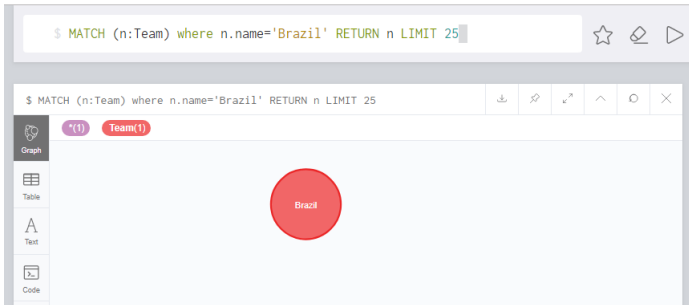 $ MATCH (n:Team) where n.name='Brazil' RETURN n LIMIT 25
$ MATCH (n:Team) where n.name='Brazil' RETURN n LIMIT 25
*(1) Team(1)
Graph
Brazil
Table
A
Text
Code